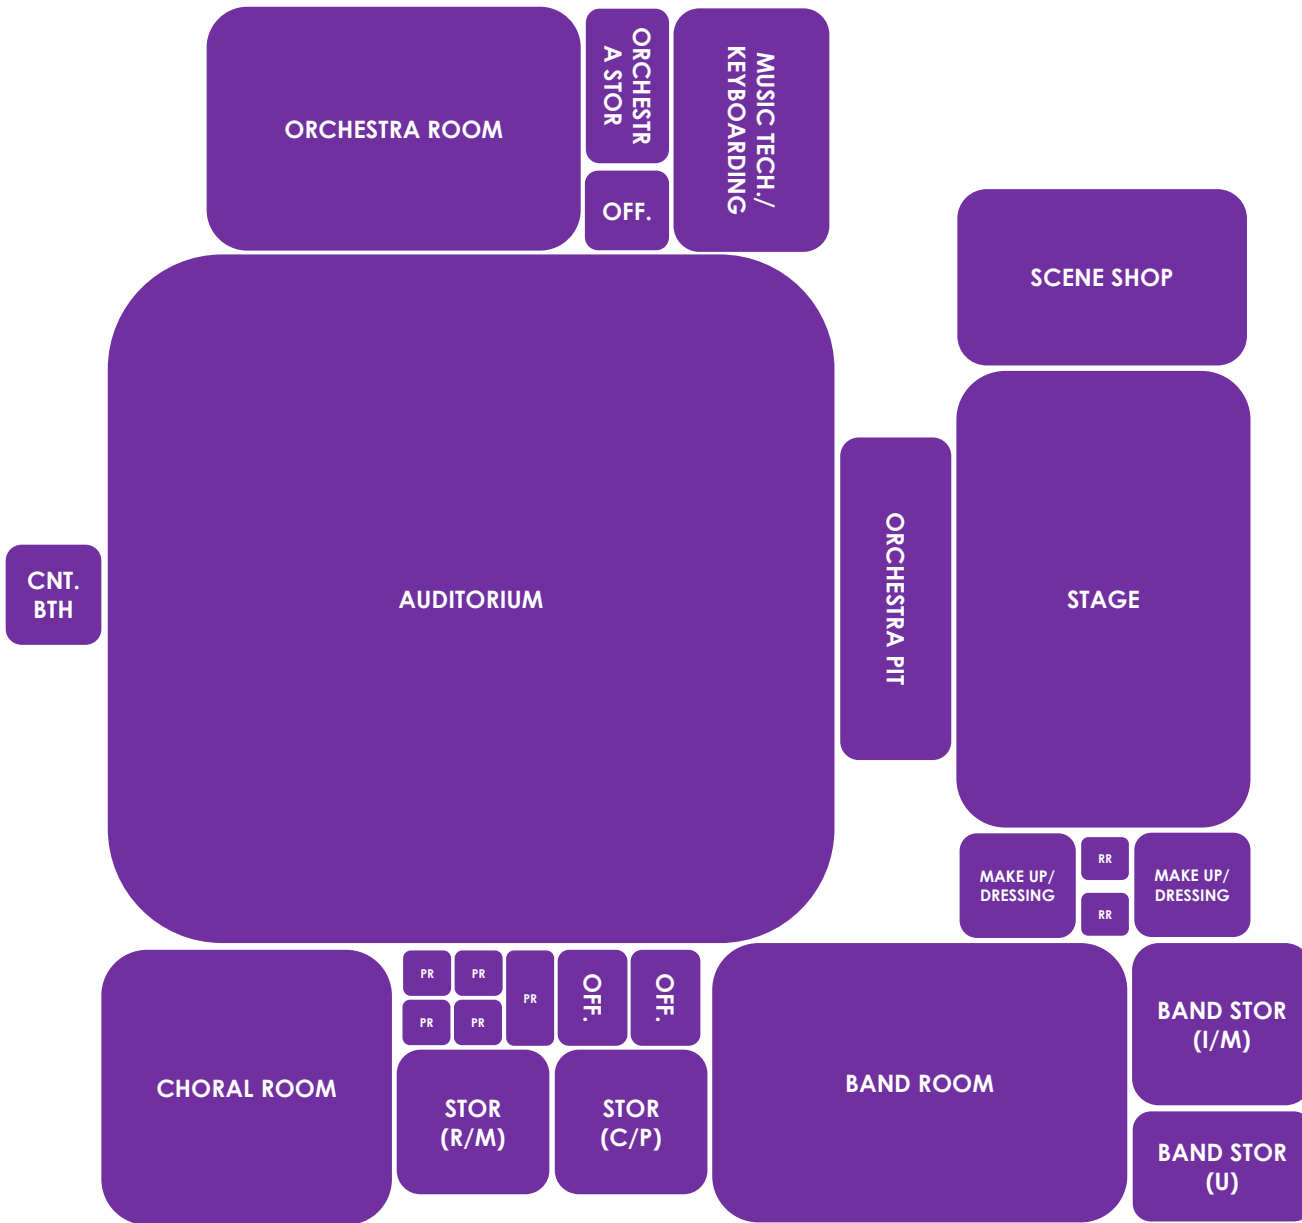 ORCHESTRA ROOM
ORCHESTR
A STOR
OFF.
MUSIC TECH./
KEYBOARDING
SCENE SHOP
CNT.
BTH
AUDITORIUM
ORCHESTRA PIT
STAGE
MAKE UP/
DRESSING
RR
RR
MAKE UP/
DRESSING
CHORAL ROOM
PR
PR
PR
PR
PR
OFF.
OFF.
STOR
(R/M)
STOR
(C/P)
BAND ROOM
BAND STOR
(I/M)
BAND STOR
(U)